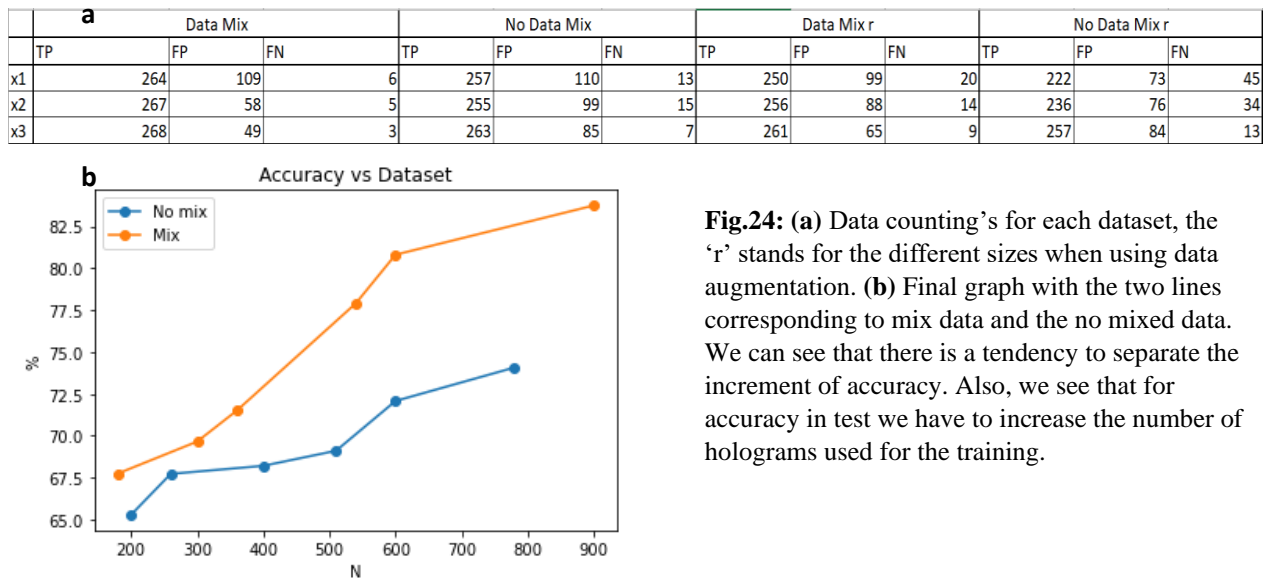 a
Data Mix No Data Mix Data Mix r No Data Mix r
TP FP FN TP FP FN TP FP FN TP FP FN
x1 264 109 6 257 110 13 250 99 20 222 73 45
x2 267 58 5 255 99 15 256 88 14 236 76 34
x3 268 49 3 263 85 7 261 65 9 257 84 13
b
Accuracy vs Dataset
No mix
Mix
82.5
80.0
77.5
75.0
72.5
70.0
67.5
65.0
%
200 300 400 500 600 700 800 900
N
Fig.24: (a) Data counting's for each dataset, the
‘r’ stands for the different sizes when using data
augmentation. (b) Final graph with the two lines
corresponding to mix data and the no mixed data.
We can see that there is a tendency to separate the
increment of accuracy. Also, we see that for
accuracy in test we have to increase the number of
holograms used for the training.